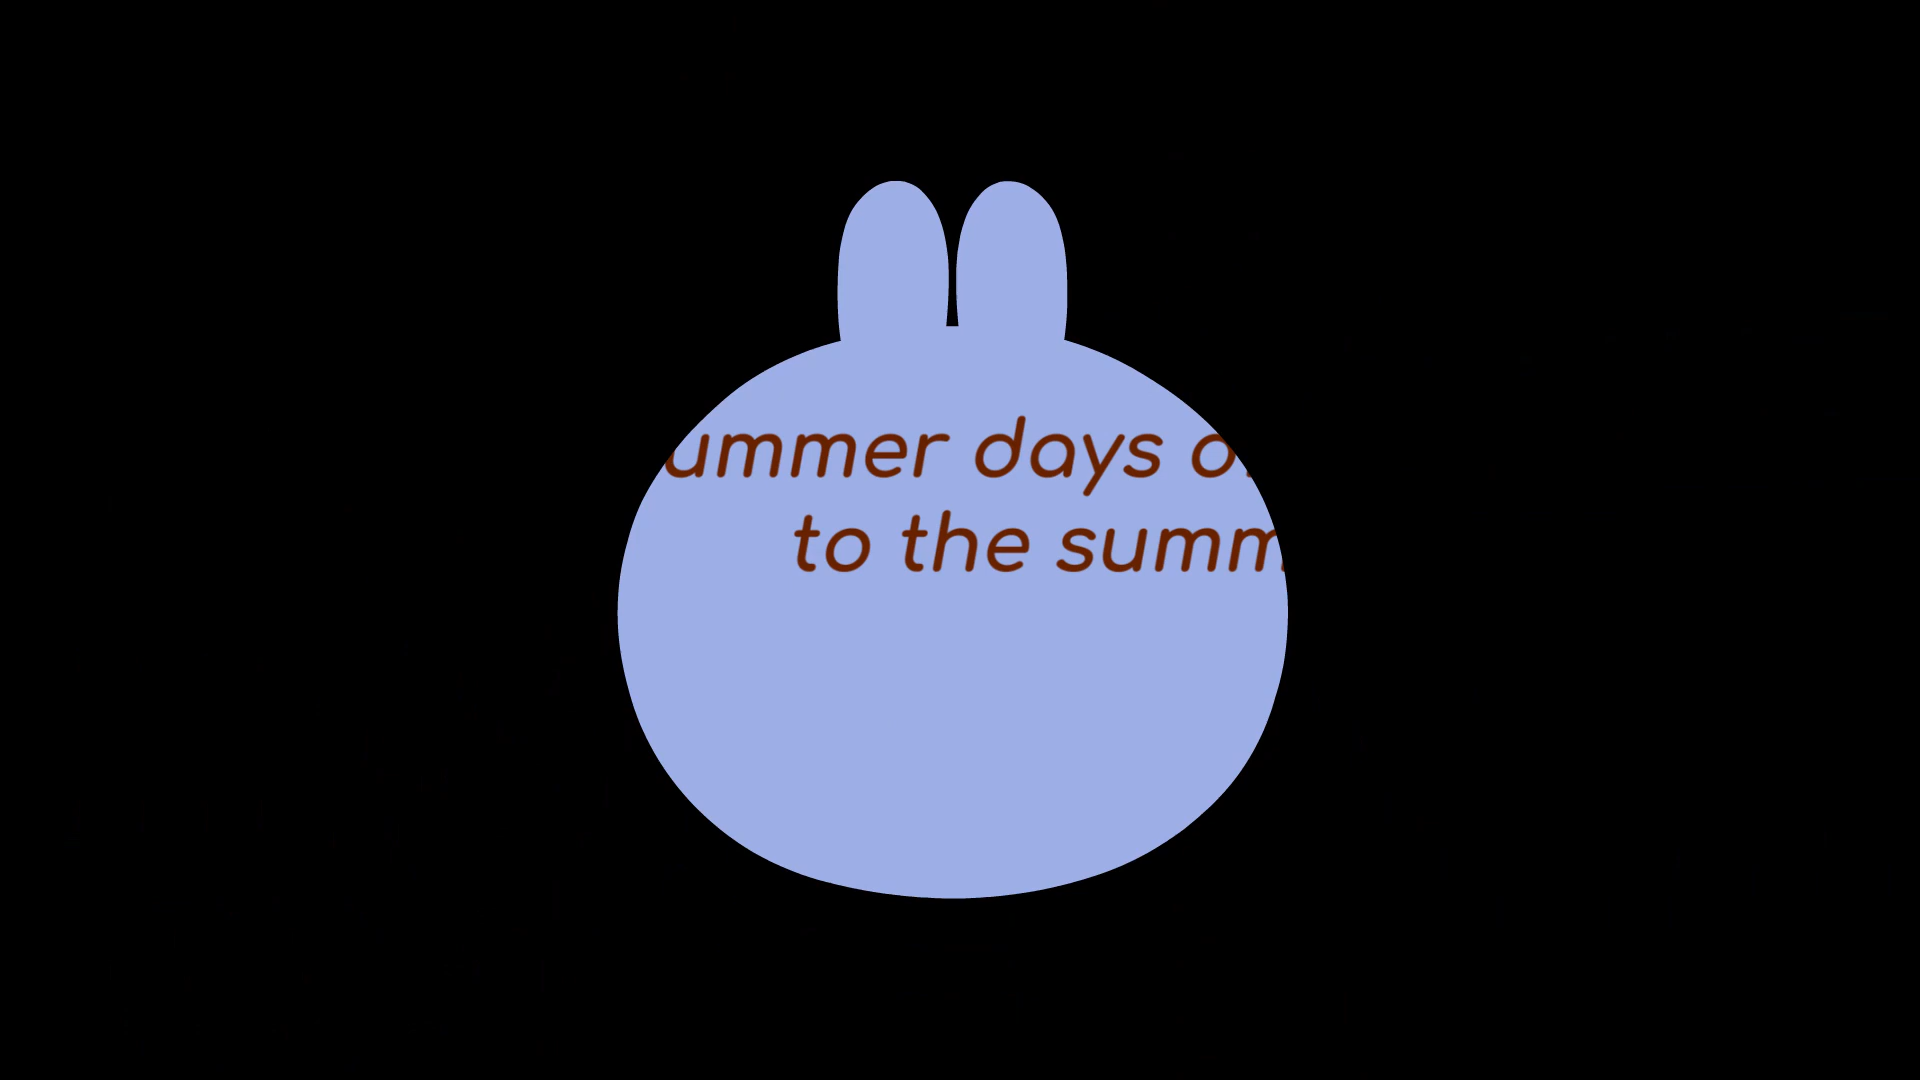 ummer days o
to the summ